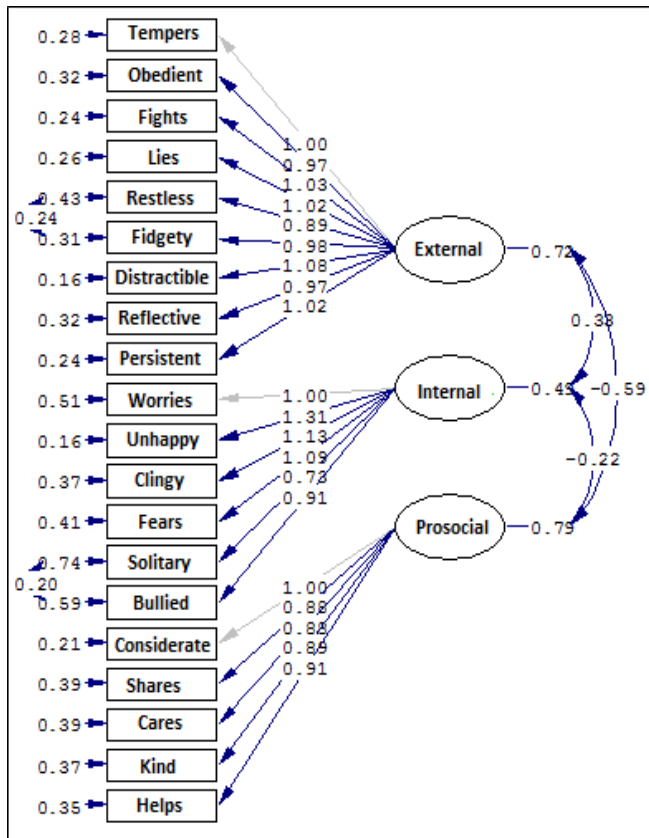 0.28 Tempers
0.32 Obedient
0.24 Fights
1.00
0.26 Lies
0.97
1.03
0.43 Restless
1.02
0.24
0.89
0.31 Fidgety
0.98
External 0.72
0.16 Distractible
1.08
0.97
0.32 Reflective
1.02
0.38
0.24 Persistent
0.51 Worries
1.00
Internal 0.49 -0.59
0.16 Unhappy
1.31
1.13
0.37 Clingy
1.09
-0.22
0.73
0.41 Fears
0.91
Prosocial 0.79
0.74 Solitary
0.20
1.00
0.59 Bullied
0.88
0.21 Considerate
0.88
0.89
0.39 Shares
0.91
0.39 Cares
0.37 Kind
0.35 Helps